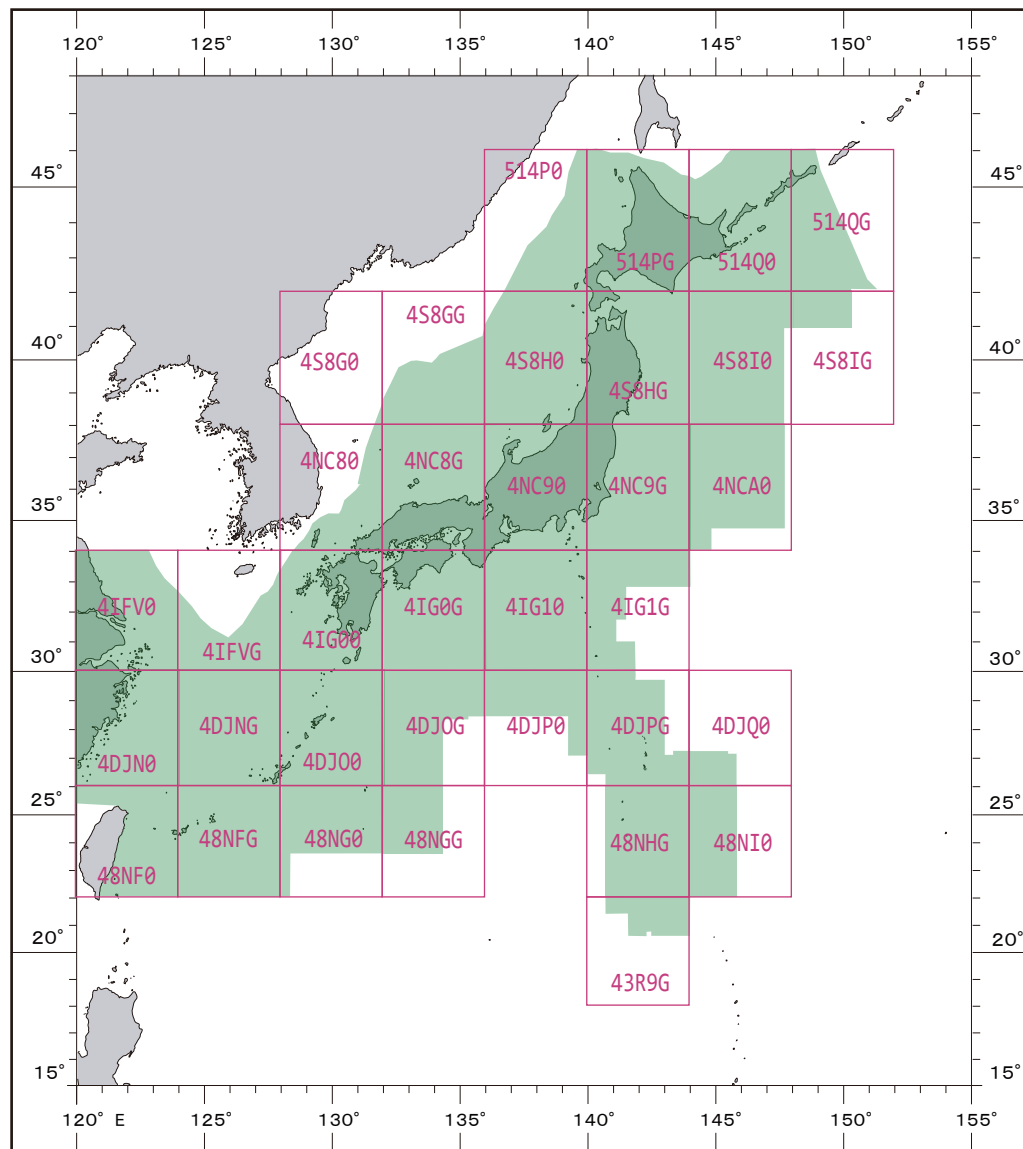 120° 125° 130° 135° 140° 145° 150° 155°
514P0
45° 45°
514QG
514PG 514Q0
4S8GG
4S8G0 4S8H0 4S8I0 4S8IG
40° 40°
4S8HG
4NC80 4NC8G
4NC90 4NC9G 4NCA0
35° 35°
4IFV0 4IG0G 4IG10 4IG1G
4IFVG 4IG00
30° 30°
4DJNG 4DJOG 4DJP0 4DJPG 4DJQ0
4DJN0 4DJO0
25° 25°
48NFG 48NG0 48NGG 48NHG 48NI0
48NF0
20° 20°
43R9G
15° 15°
120° E 125° 130° 135° 140° 145° 150° 155°